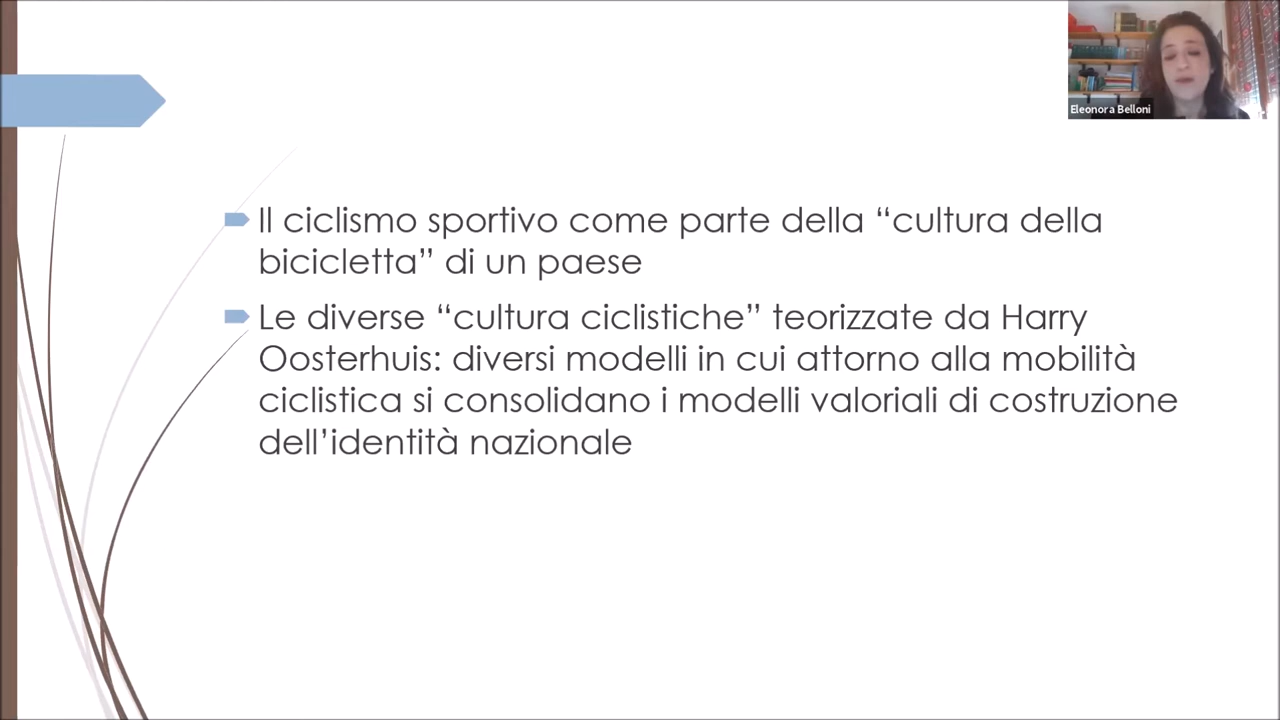 Eleonora Belloni
Il ciclismo sportivo come parte della “cultura della
bicicletta” di un paese
Le diverse “cultura ciclistiche” teorizzate da Harry
Oosterhuis: diversi modelli in cui attorno alla mobilità
ciclistica si consolidano i modelli valoriali di costruzione
dell’identità nazionale